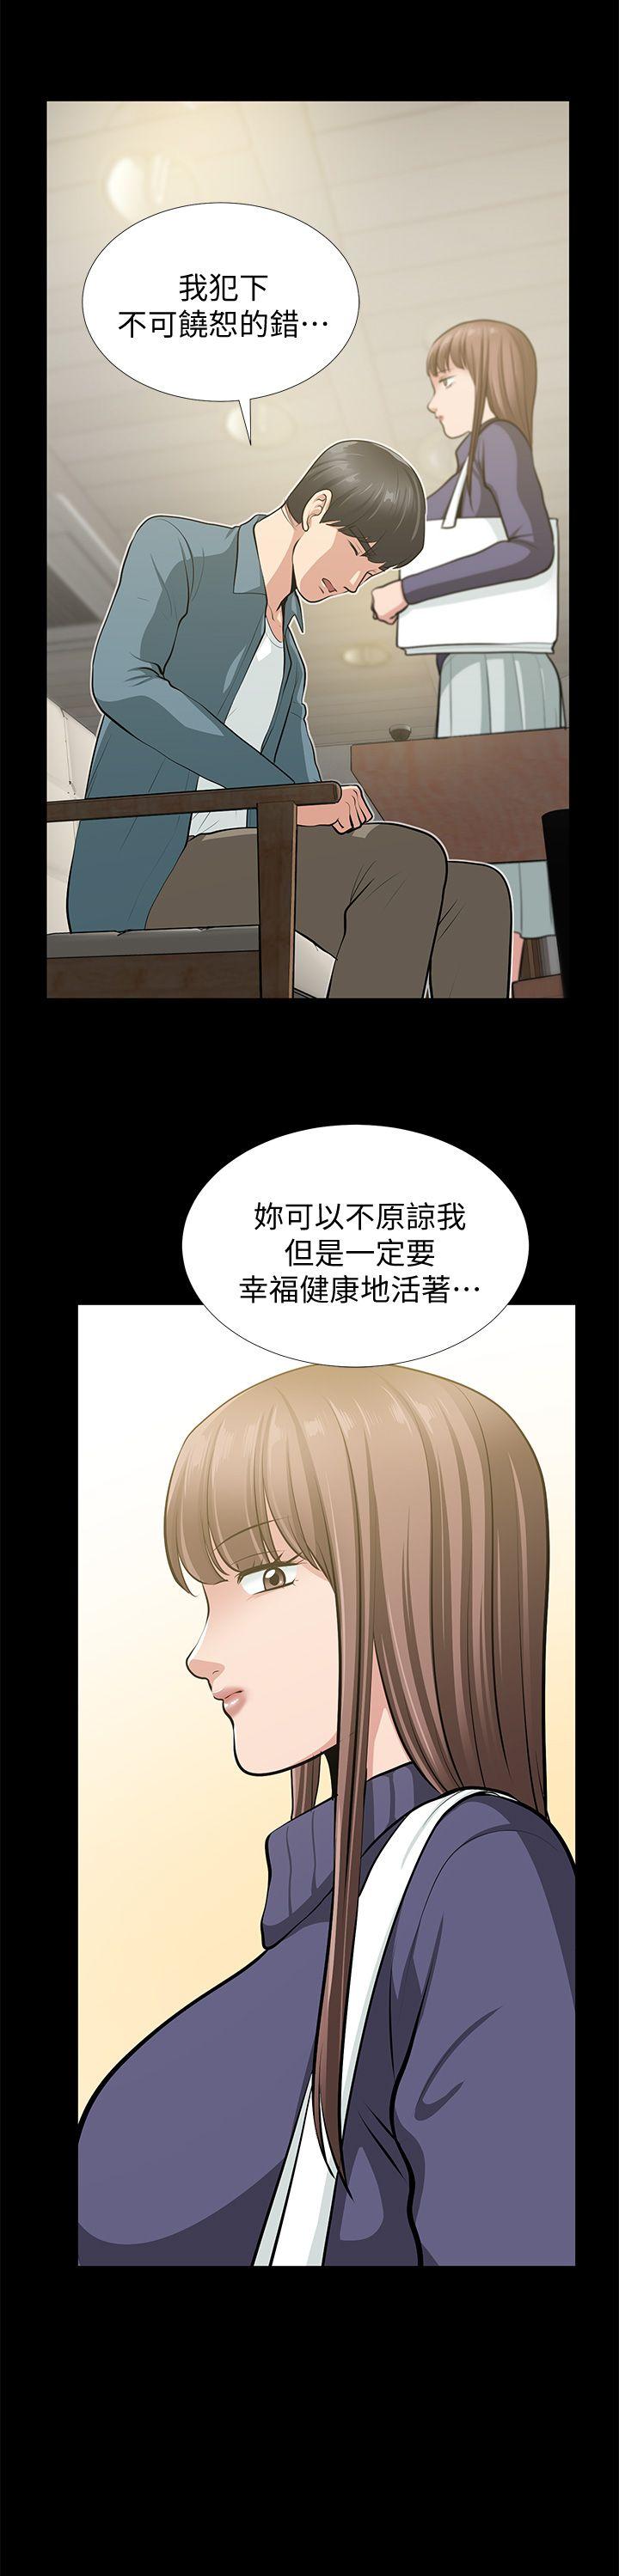 我犯下
不可饒恕的錯⋯
妳可以不原諒我
但是一定要
幸福健康地活著⋯